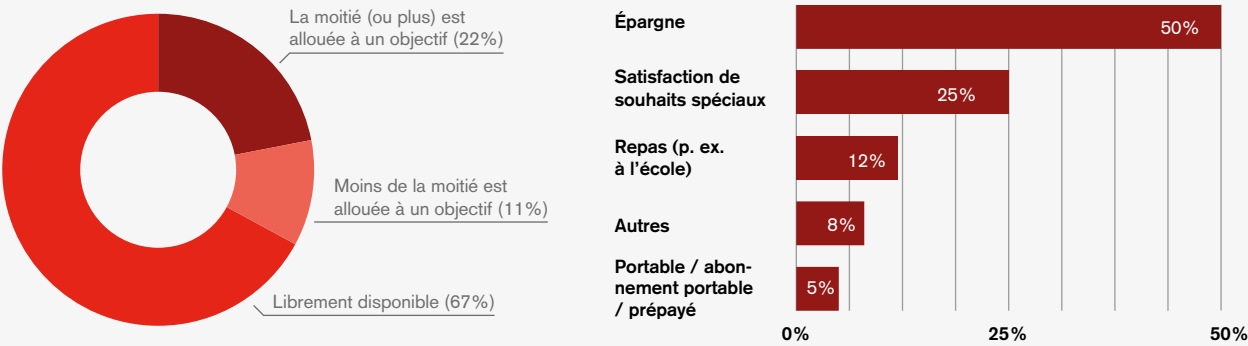 La moitié (ou plus) est
allouée à un objectif (22%)
Moins de la moitié est
allouée à un objectif (11%)
Librement disponible (67%)
Épargne
50%
Satisfaction de
souhaits spéciaux
25%
Repas (p. ex.
à l’école)
12%
Autres
8%
Portable / abon-
nement portable
/ prépayé
5%
0% 25% 50%